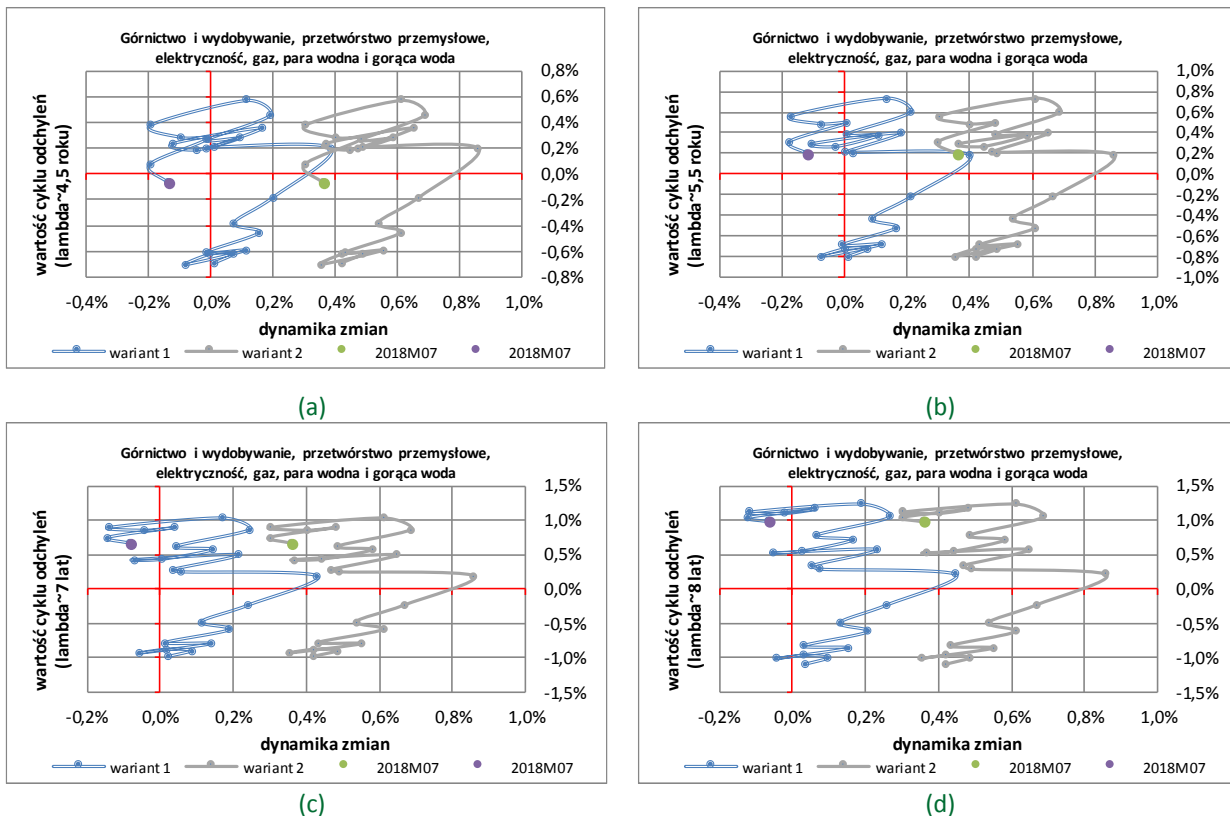 Górnictwo i wydobywanie, przetwórstwo przemysłowe,
elektryczność, gaz, para wodna i gorąca woda
wartość cyklu odchyleń
(lambda~4,5 roku)
0,8%
0,6%
0,4%
0,2%
0,0%
-0,2%
-0,4%
-0,6%
-0,8%
-0,4% -0,2% 0,0% 0,2% 0,4% 0,6% 0,8% 1,0%
dynamika zmian
wariant 1 wariant 2 2018M07 2018M07
(a)
Górnictwo i wydobywanie, przetwórstwo przemysłowe,
elektryczność, gaz, para wodna i gorąca woda
wartość cyklu odchyleń
(lambda~5,5 roku)
1,0%
0,8%
0,6%
0,4%
0,2%
0,0%
-0,2%
-0,4%
-0,6%
-0,8%
-1,0%
-0,4% -0,2% 0,0% 0,2% 0,4% 0,6% 0,8% 1,0%
dynamika zmian
wariant 1 wariant 2 2018M07 2018M07
(b)
Górnictwo i wydobywanie, przetwórstwo przemysłowe,
elektryczność, gaz, para wodna i gorąca woda
wartość cyklu odchyleń
(lambda~7 lat)
1,5%
1,0%
0,5%
0,0%
-0,5%
-1,0%
-1,5%
-0,2% 0,0% 0,2% 0,4% 0,6% 0,8% 1,0%
dynamika zmian
wariant 1 wariant 2 2018M07 2018M07
(c)
Górnictwo i wydobywanie, przetwórstwo przemysłowe,
elektryczność, gaz, para wodna i gorąca woda
wartość cyklu odchyleń
(lambda~8 lat)
1,5%
1,0%
0,5%
0,0%
-0,5%
-1,0%
-1,5%
-0,2% 0,0% 0,2% 0,4% 0,6% 0,8% 1,0%
dynamika zmian
wariant 1 wariant 2 2018M07 2018M07
(d)